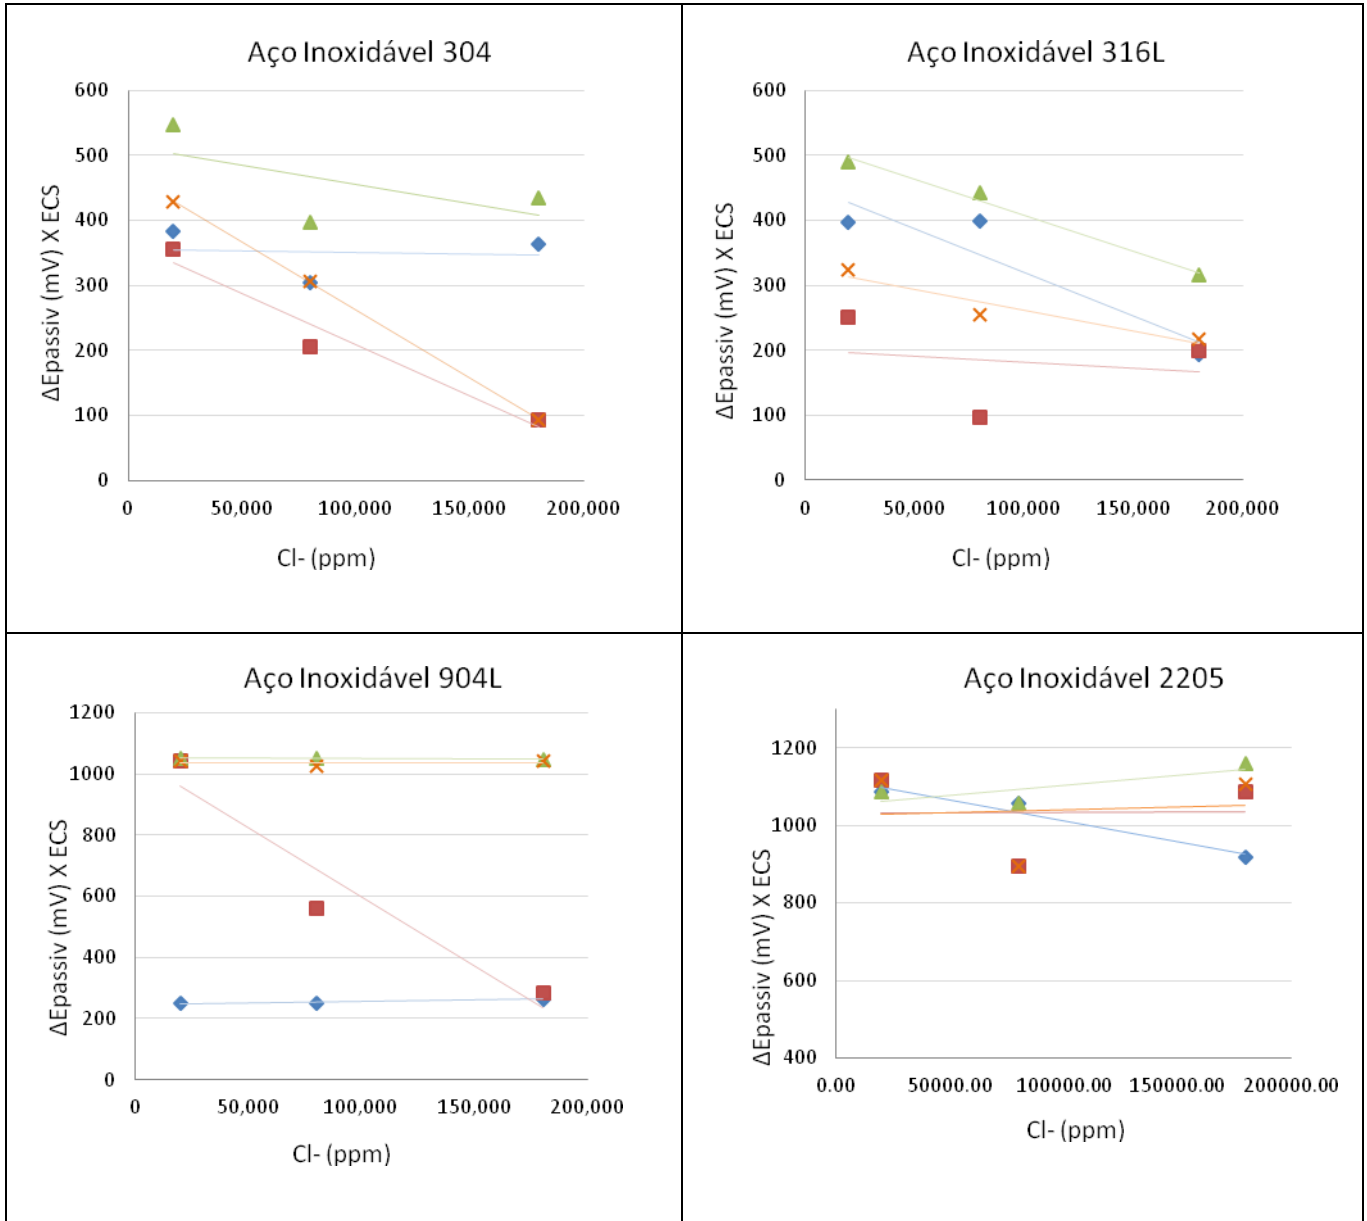 Aço Inoxidável 304
600
500
400
300
200
100
0
ΔEpassiv (mV) X ECS
0 50,000 100,000 150,000 200,000
Cl- (ppm)
Aço Inoxidável 316L
600
500
400
300
200
100
0
ΔEpassiv (mV) X ECS
0 50,000 100,000 150,000 200,000
Cl- (ppm)
Aço Inoxidável 904L
1200
1000
800
600
400
200
0
ΔEpassiv (mV) X ECS
0 50,000 100,000 150,000 200,000
Cl- (ppm)
Aço Inoxidável 2205
1200
1000
800
600
400
ΔEpassiv (mV) X ECS
0.00 50000.00 100000.00 150000.00 200000.00
Cl- (ppm)